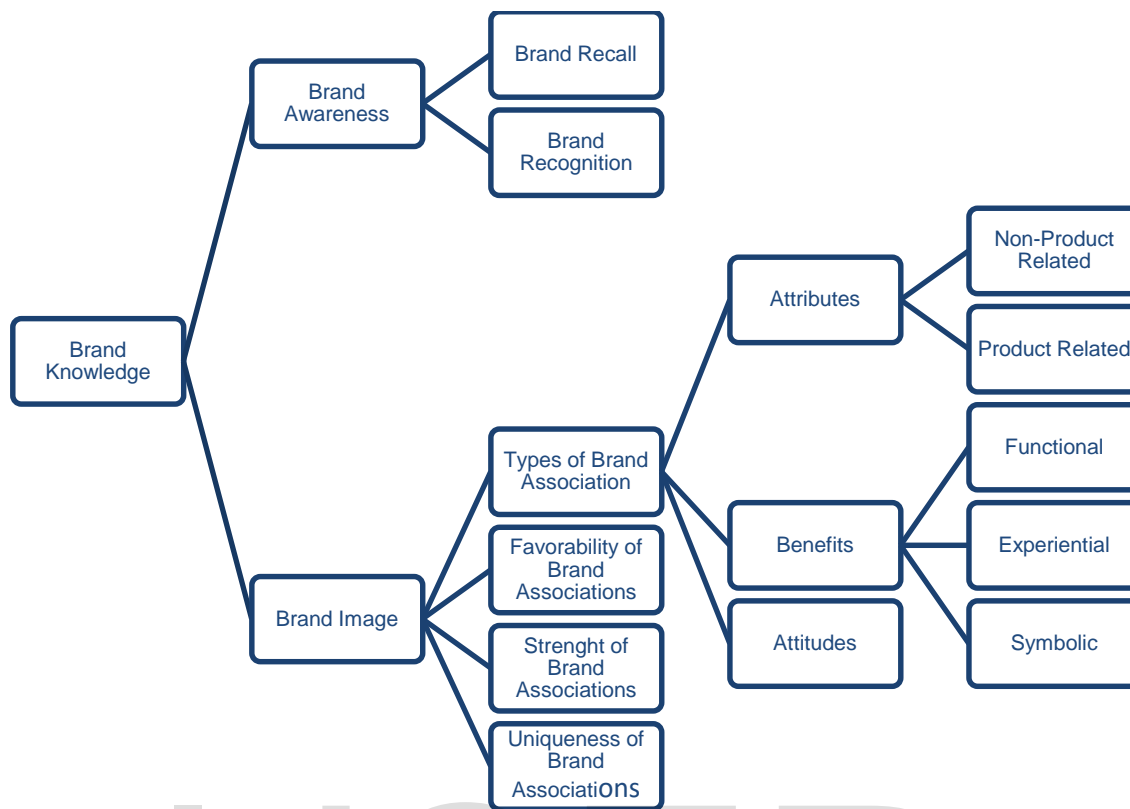 Brand Recall
Brand
Awareness
Brand
Recognition
Non-Product
Related
Attributes
Product Related
Brand
Knowledge
Types of Brand
Association
Functional
Favorability of
Brand
Associations
Benefits
Experiential
Brand Image
Strenght of
Brand
Associations
Attitudes
Symbolic
Uniqueness of
Brand
Associations